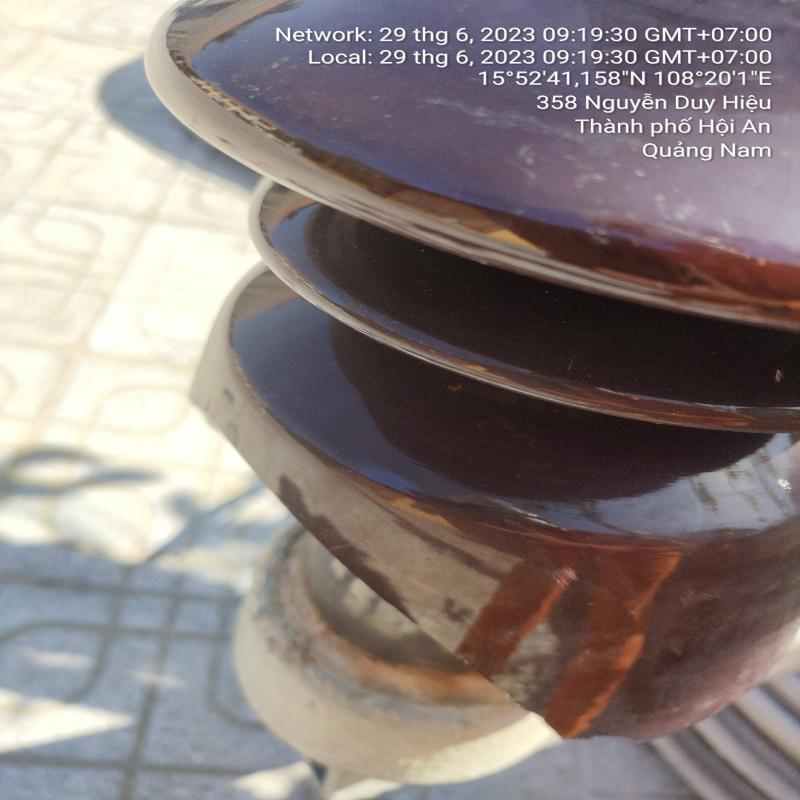 Network: 29 thg 6, 2023 09:19:30 GMT+07:00
Local: 29 thg 6, 2023 09:19:30 GMT+07:00
15°52'41,158"N 108°20'1"E
358 Nguyễn Duy Hiệu
Thành phố Hội An
Quảng Nam